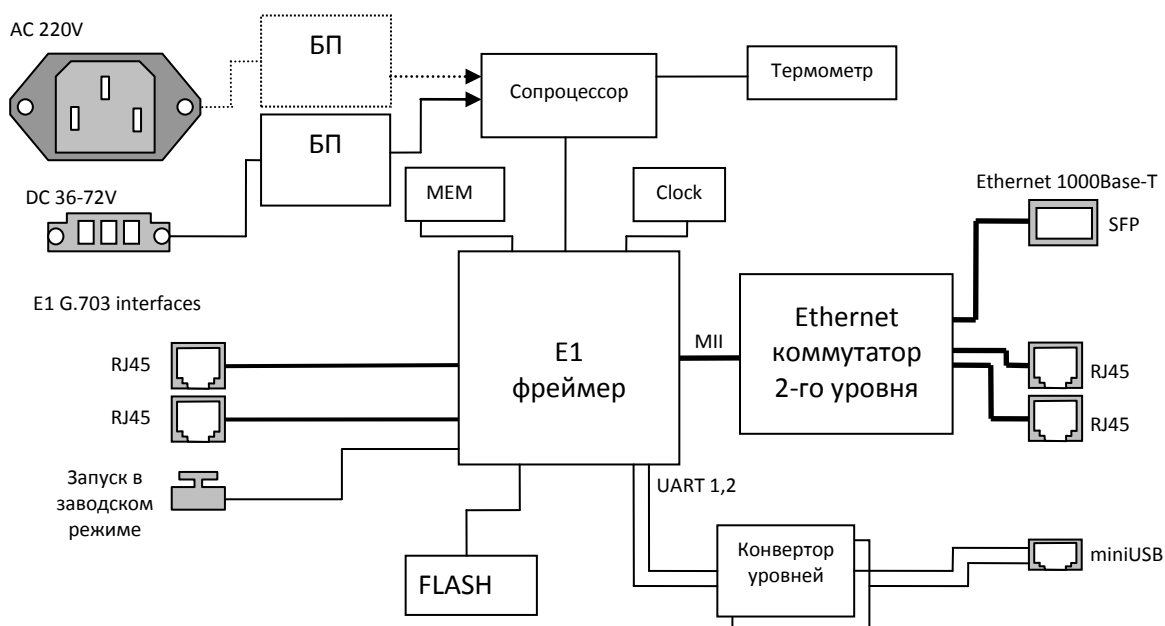 AC 220V
БП
Сопроцессор
Термометр
БП
DC 36-72V
MEM
Clock
Ethernet 1000Base-T
SFP
E1 G.703 interfaces
RJ45
RJ45
E1
фреймер
MII
Ethernet
коммутатор
2-го уровня
RJ45
RJ45
Запуск в
заводском
режиме
UART 1,2
FLASH
Конвертор
уровней
miniUSB